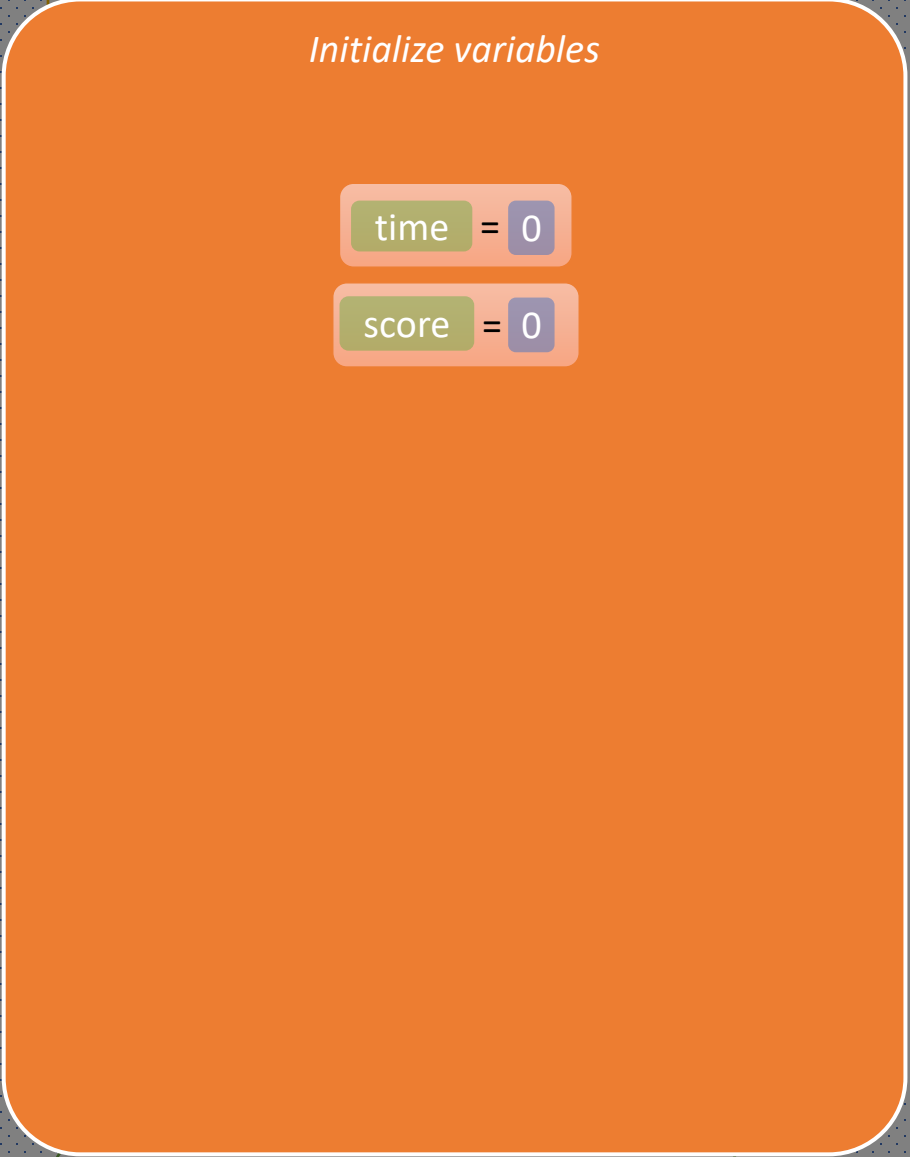 Initialize variables
time = 0
score = 0